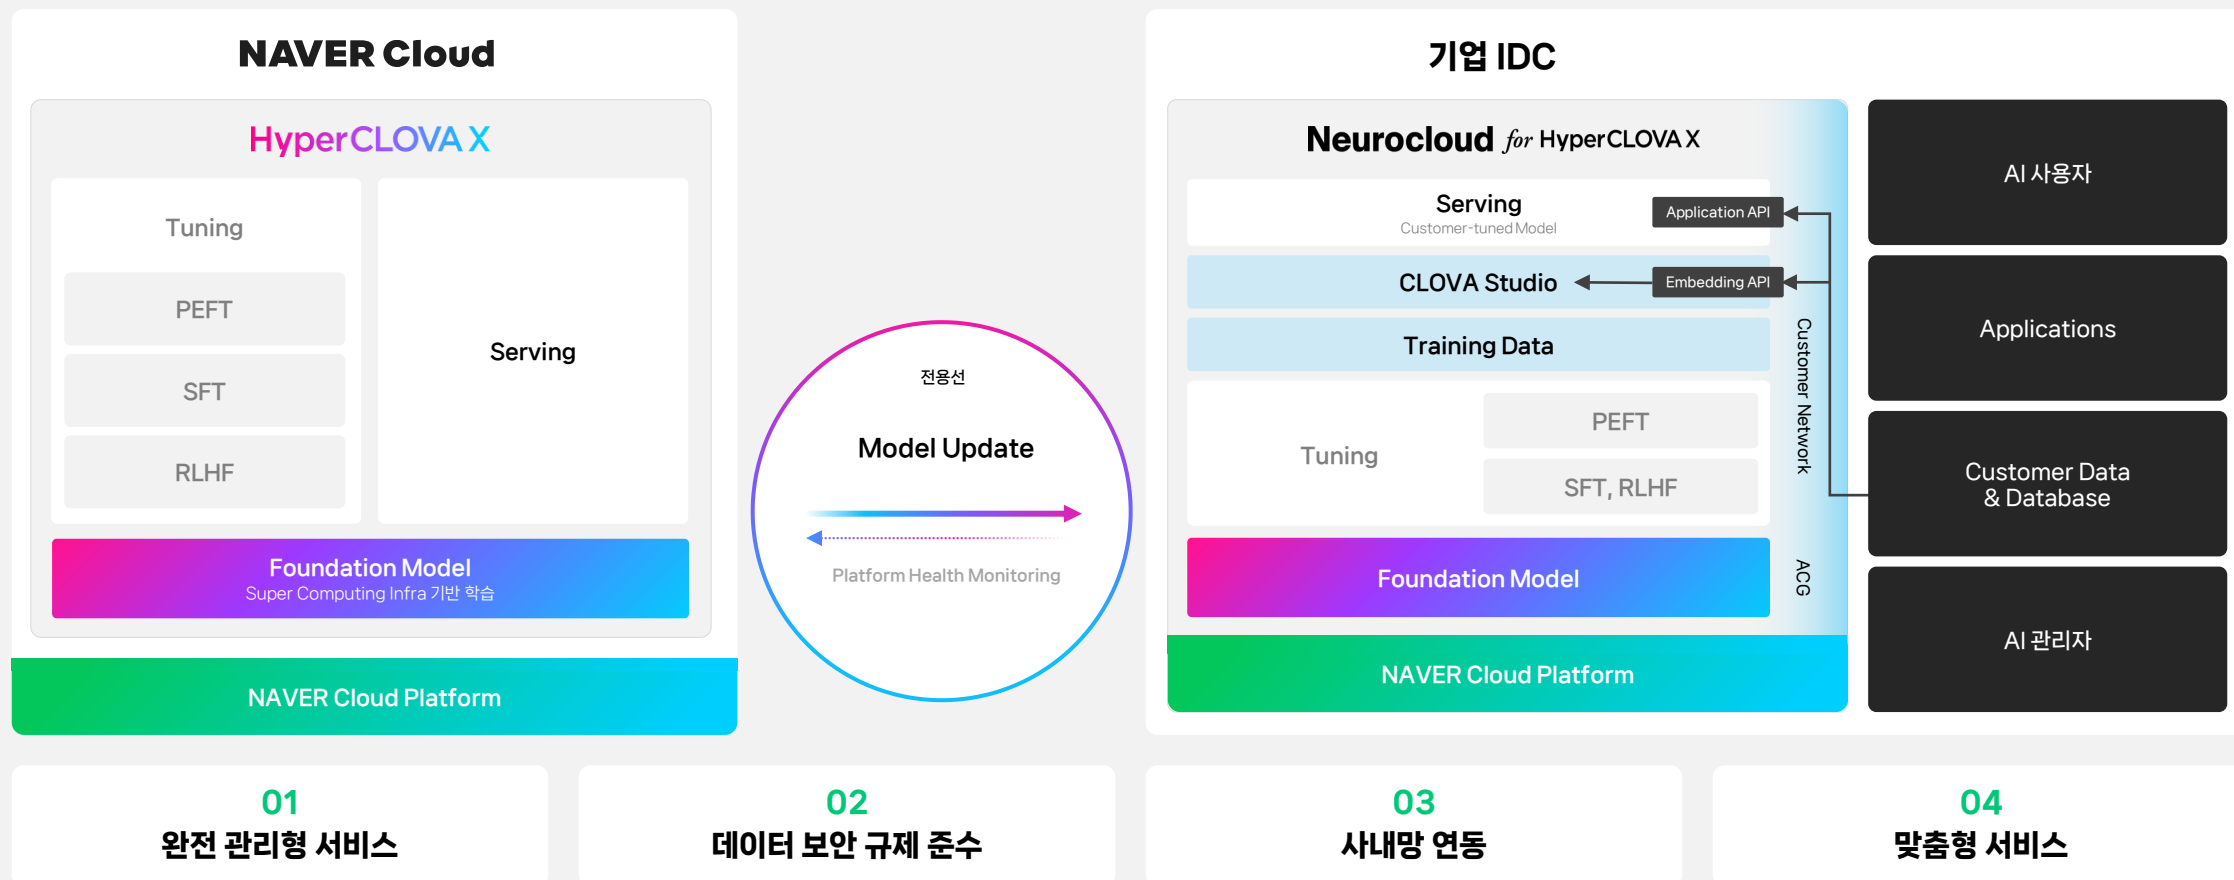 NAVER Cloud
HyperCLOVA X
Tuning
PEFT
SFT
RLHF
Serving
Foundation Model
Super Computing Infra 기반 학습
NAVER Cloud Platform
전용선
Model Update
Platform Health Monitoring
기업 IDC
Neurocloud for HyperCLOVA X
Serving
Customer-tuned Model
Application API
CLOVA Studio
Embedding API
Training Data
Tuning
PEFT
SFT, RLHF
Foundation Model
Customer Network
ACG
NAVER Cloud Platform
AI 사용자
Applications
Customer Data
& Database
AI 관리자
01
완전 관리형 서비스
02
데이터 보안 규제 준수
03
사내망 연동
04
맞춤형 서비스